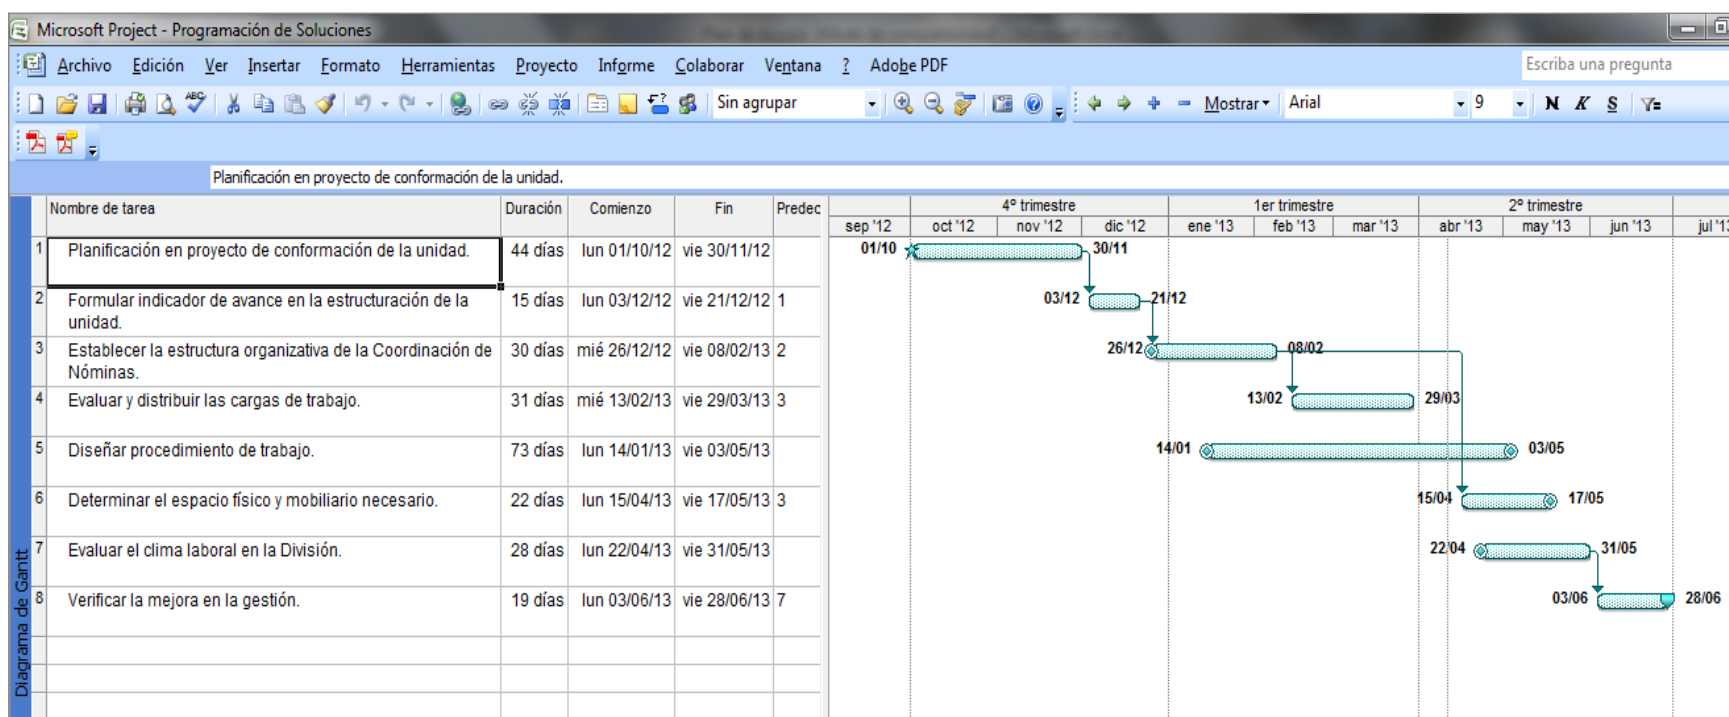 Microsoft Project - Programación de Soluciones
Archivo Edición Ver Insertar Formato Herramientas Proyecto Informe Colaborar Ventana ? Adobe PDF Escriba una pregunta
Sin agrupar Mostrar Arial 9 N K S
Planificación en proyecto de conformación de la unidad.
Nombre de tarea Duración Comienzo Fin Predec
4º trimestre 1er trimestre 2º trimestre
sep '12 oct '12 nov '12 dic '12 ene '13 feb '13 mar '13 abr '13 may '13 jun '13 jul '13
1 Planificación en proyecto de conformación de la unidad. 44 días lun 01/10/12 vie 30/11/12 01/10 30/11
2 Formular indicador de avance en la estructuración de la 15 días lun 03/12/12 vie 21/12/12 1 03/12 21/12
unidad.
3 Establecer la estructura organizativa de la Coordinación de 30 días mié 26/12/12 vie 08/02/13 2 26/12 08/02
Nóminas.
4 Evaluar y distribuir las cargas de trabajo. 31 días mié 13/02/13 vie 29/03/13 3 13/02 29/03
5 Diseñar procedimiento de trabajo. 73 días lun 14/01/13 vie 03/05/13 14/01 03/05
6 Determinar el espacio físico y mobiliario necesario. 22 días lun 15/04/13 vie 17/05/13 3 15/04 17/05
7 Evaluar el clima laboral en la División. 28 días lun 22/04/13 vie 31/05/13 22/04 31/05
8 Verificar la mejora en la gestión. 19 días lun 03/06/13 vie 28/06/13 7 03/06 28/06
Diagrama de Gantt